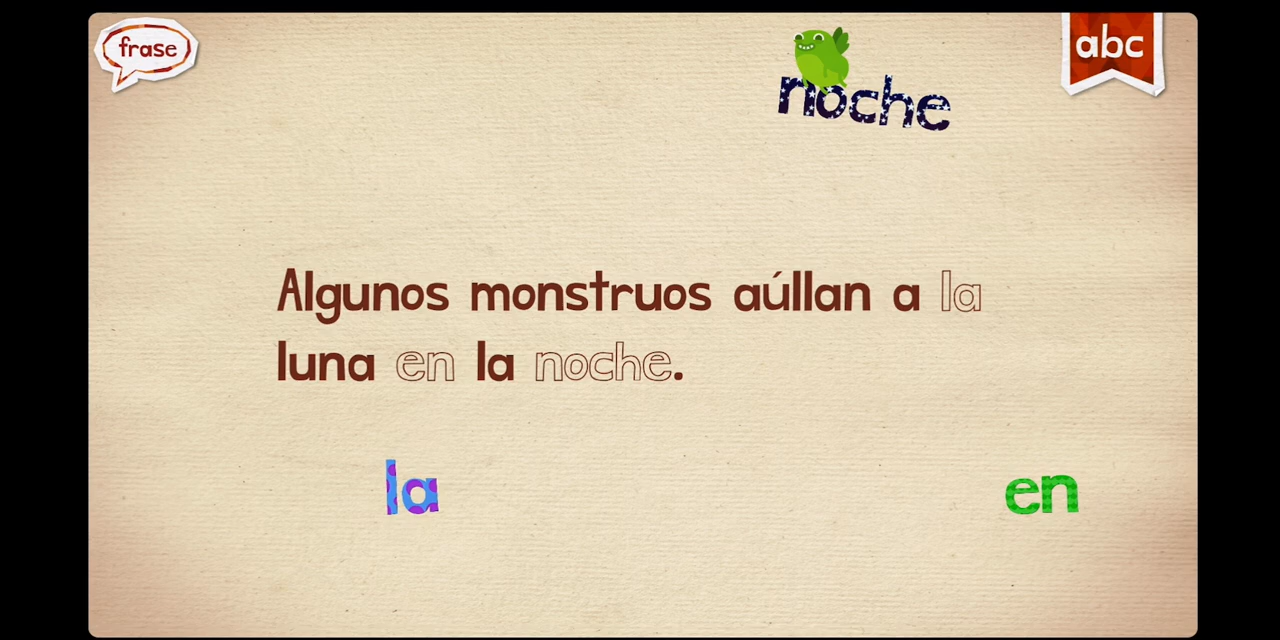 frase
abc
noche
Algunos monstruos aúllan a la
luna en la noche.
la
en